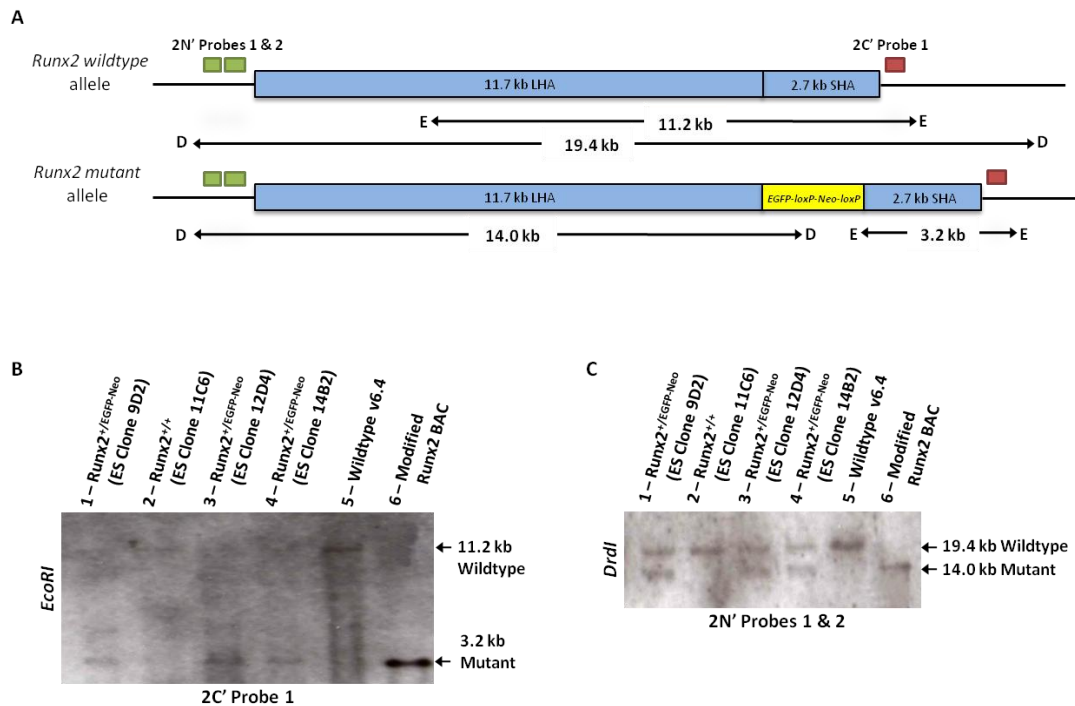 A
2N' Probes 1 & 2
2C' Probe 1
Runx2 wildtype
allele
11.7 kb LHA
2.7 kb SHA
E
11.2 kb
E
D
19.4 kb
D
Runx2 mutant
allele
11.7 kb LHA
EGFP-loxP-Neo-loxP
2.7 kb SHA
D
14.0 kb
D
E
3.2 kb
E
B
1 – Runx2+/EGFP-Neo
(ES Clone 9D2)
2 – Runx2+/+
(ES Clone 11C6)
3 – Runx2+/EGFP-Neo
(ES Clone 12D4)
4 – Runx2+/EGFP-Neo
(ES Clone 14B2)
5 – Wildtype v6.4
6 – Modified
Runx2 BAC
EcoRI
11.2 kb
Wildtype
3.2 kb
Mutant
2C' Probe 1
C
1 – Runx2+/EGFP-Neo
(ES Clone 9D2)
2 – Runx2+/+
(ES Clone 11C6)
3 – Runx2+/EGFP-Neo
(ES Clone 12D4)
4 – Runx2+/EGFP-Neo
(ES Clone 14B2)
5 – Wildtype v6.4
6 – Modified
Runx2 BAC
DrdI
19.4 kb Wildtype
14.0 kb Mutant
2N' Probes 1 & 2